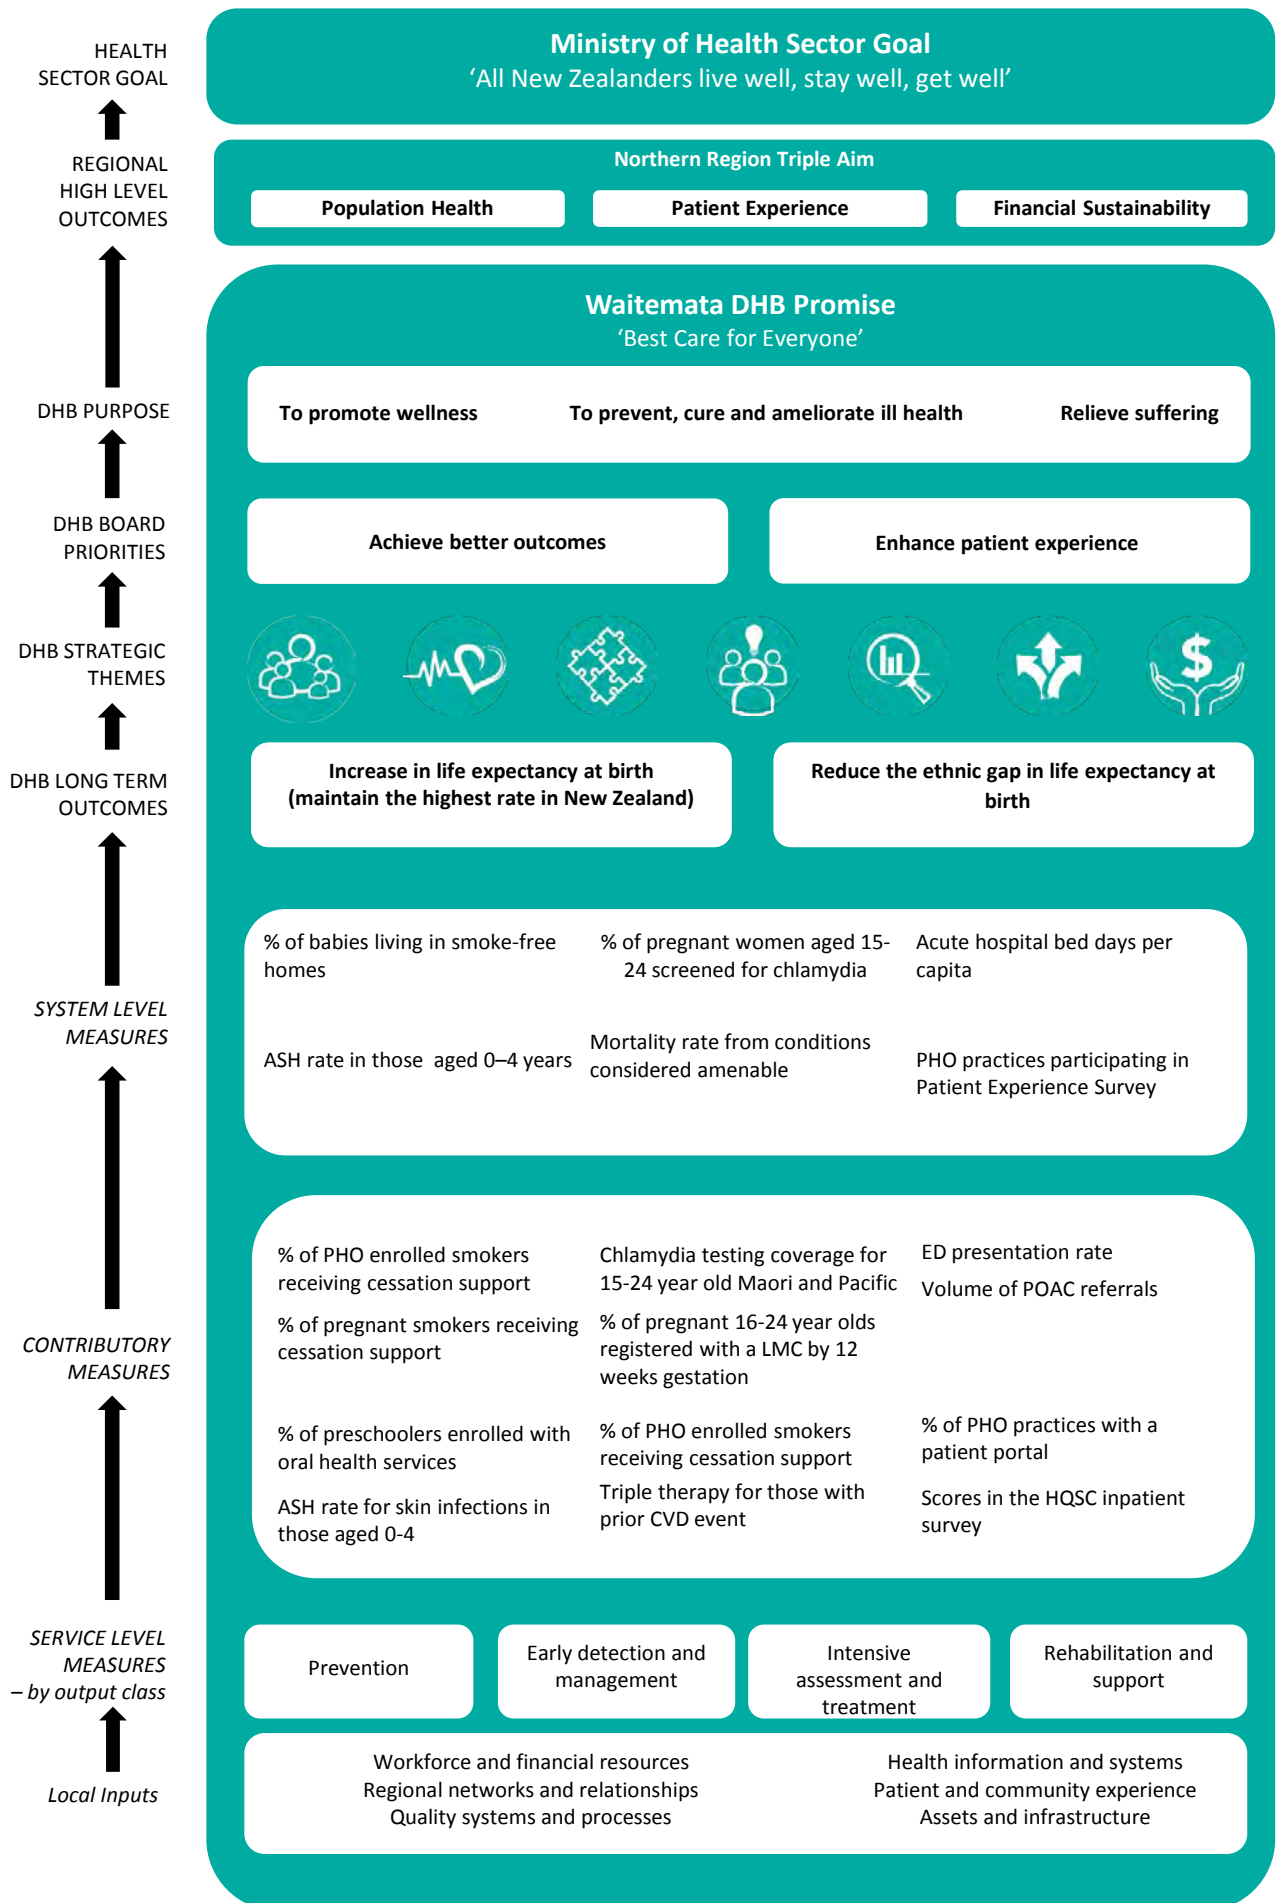 HEALTH
SECTOR GOAL
Ministry of Health Sector Goal
‘All New Zealanders live well, stay well, get well’
REGIONAL
HIGH LEVEL
OUTCOMES
Northern Region Triple Aim
Population Health
Patient Experience
Financial Sustainability
Waitemata DHB Promise
‘Best Care for Everyone’
DHB PURPOSE
To promote wellness
To prevent, cure and ameliorate ill health
Relieve suffering
DHB BOARD
PRIORITIES
Achieve better outcomes
Enhance patient experience
DHB STRATEGIC
THEMES
$
DHB LONG TERM
OUTCOMES
Increase in life expectancy at birth
(maintain the highest rate in New Zealand)
Reduce the ethnic gap in life expectancy at
birth
SYSTEM LEVEL
MEASURES
% of babies living in smoke-free
homes
% of pregnant women aged 15-
24 screened for chlamydia
Acute hospital bed days per
capita
ASH rate in those  aged 0–4 years
Mortality rate from conditions
considered amenable
PHO practices participating in
Patient Experience Survey
CONTRIBUTORY
MEASURES
% of PHO enrolled smokers
receiving cessation support
% of pregnant smokers receiving
cessation support
Chlamydia testing coverage for
15-24 year old Maori and Pacific
% of pregnant 16-24 year olds
registered with a LMC by 12
weeks gestation
ED presentation rate
Volume of POAC referrals
% of preschoolers enrolled with
oral health services
ASH rate for skin infections in
those aged 0-4
% of PHO enrolled smokers
receiving cessation support
Triple therapy for those with
prior CVD event
% of PHO practices with a
patient portal
Scores in the HQSC inpatient
survey
SERVICE LEVEL
MEASURES
– by output class
Prevention
Early detection and
management
Intensive
assessment and
treatment
Rehabilitation and
support
Local Inputs
Workforce and financial resources
Regional networks and relationships
Quality systems and processes
Health information and systems
Patient and community experience
Assets and infrastructure